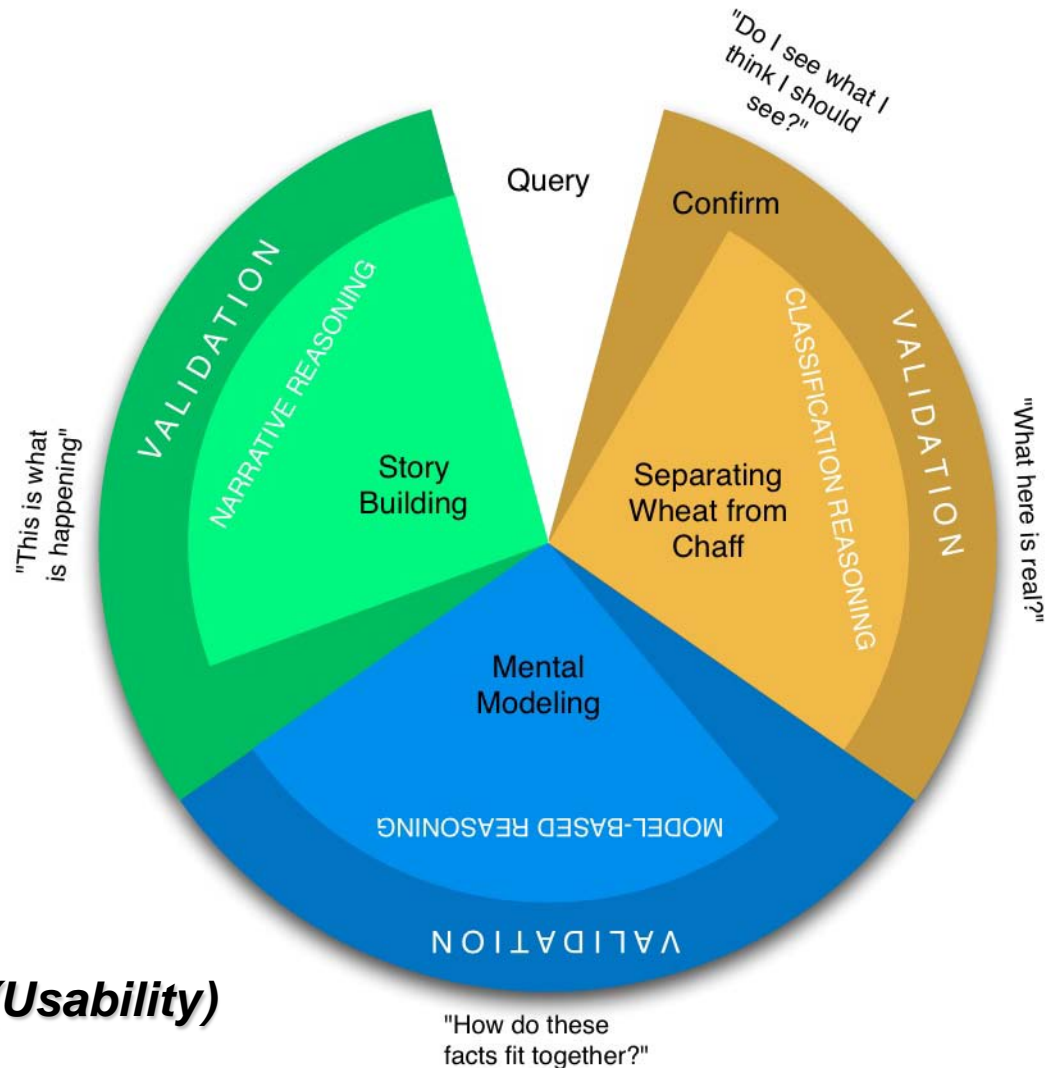 "Do I see what I
think I should
see?"
Query
Confirm
VALIDATION
CLASSIFICATION REASONING
Separating
Wheat from
Chaff
"What here is real?"
Mental
Modeling
MODEL-BASED REASONING
VALIDATION
"How do these
facts fit together?"
VALIDATION
NARRATIVE REASONING
Story
Building
"This is what
is happening"
(Usability)